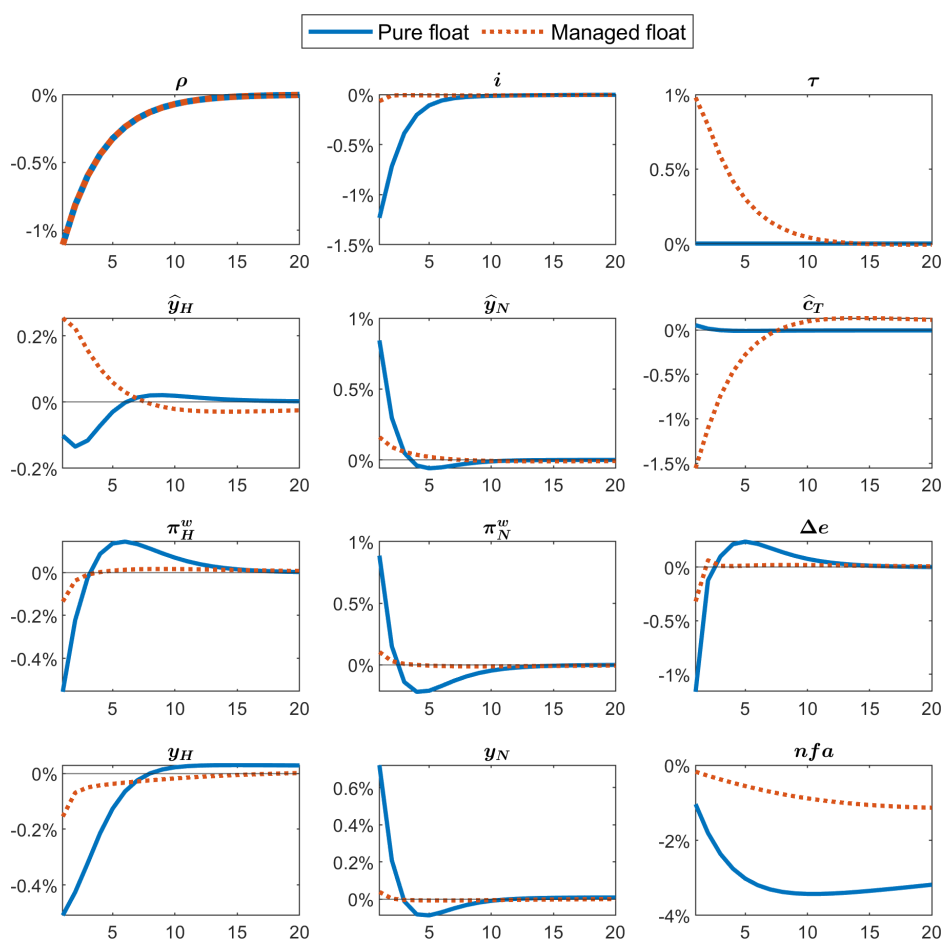 Pure float Managed float
ρ i τ
0% 0% 1%
-0.5% -0.5% 0.5%
-1% -1% 0%
-1.5%
5 10 15 20 5 10 15 20 5 10 15 20
ŷ_H ŷ_N ĉ_T
0.2% 1% 0%
0% 0.5% -0.5%
-0.2% 0% -1%
-1.5%
5 10 15 20 5 10 15 20 5 10 15 20
π^w_H π^w_N Δe
0% 1% 0%
-0.2% 0.5% -0.5%
-0.4% 0% -1%
5 10 15 20 5 10 15 20 5 10 15 20
y_H y_N nfa
0% 0.6% 0%
-0.2% 0.4% -2%
-0.4% 0.2% -4%
0%
5 10 15 20 5 10 15 20 5 10 15 20